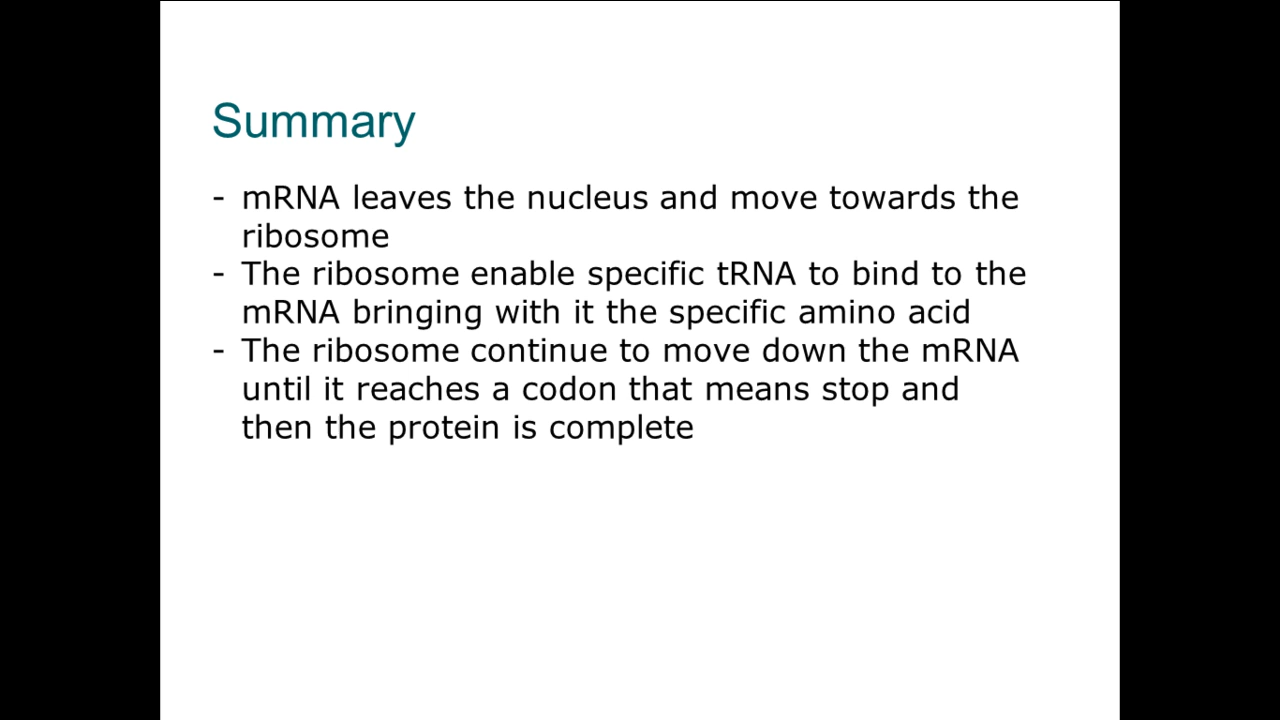 Summary
- mRNA leaves the nucleus and move towards the
ribosome
- The ribosome enable specific tRNA to bind to the
mRNA bringing with it the specific amino acid
- The ribosome continue to move down the mRNA
until it reaches a codon that means stop and
then the protein is complete